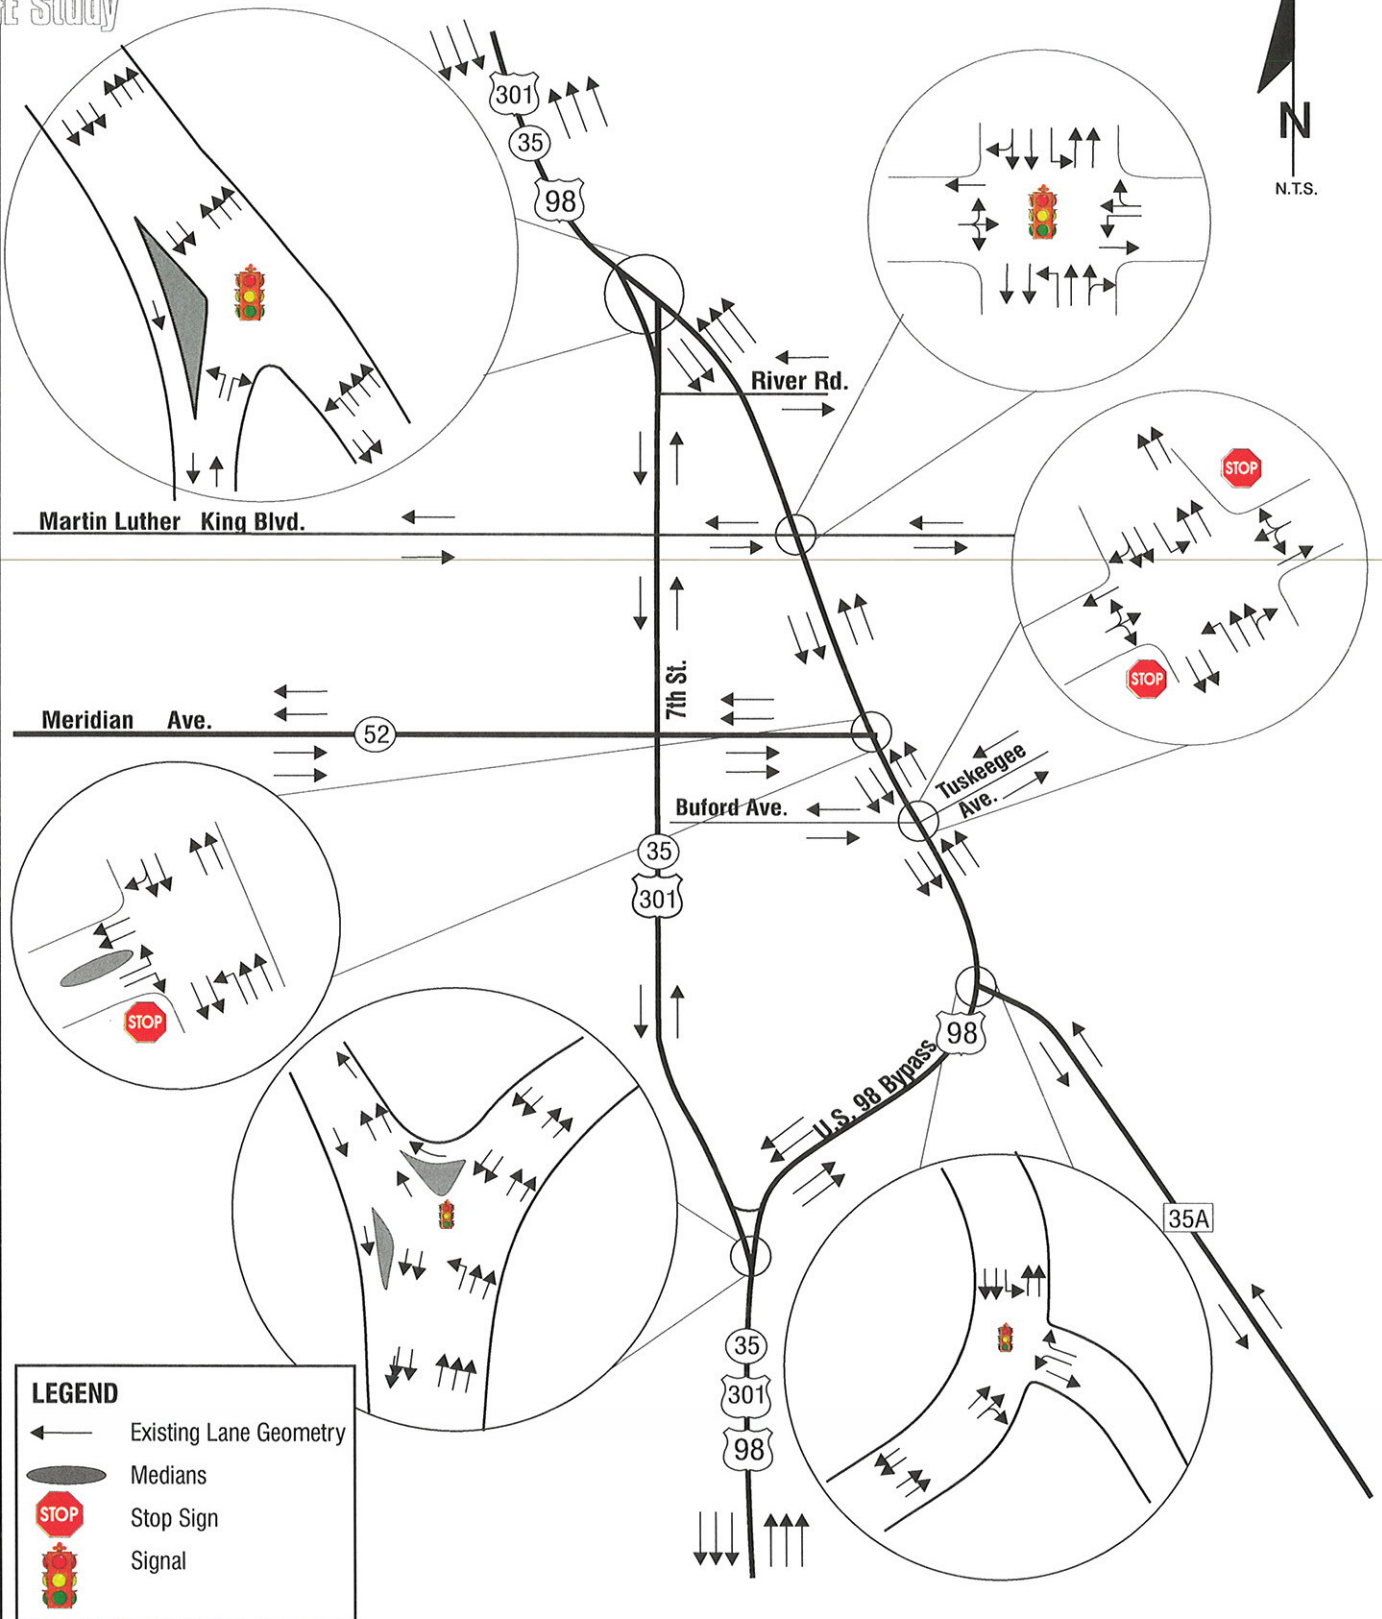 Study
301
35
98
N
N.T.S.
River Rd.
STOP
Martin Luther King Blvd.
7th St.
STOP
Meridian Ave.
52
Tuskeegee
Ave.
Buford Ave.
35
301
STOP
98
U.S. 98 Bypass
35A
35
301
98
LEGEND
Existing Lane Geometry
Medians
STOP
Stop Sign
Signal